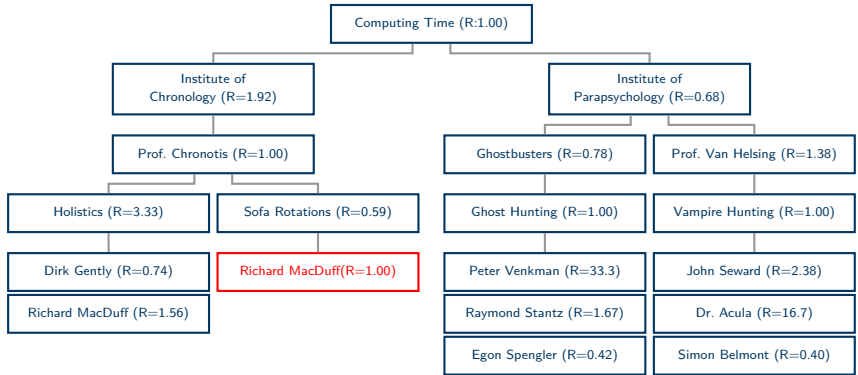 Computing Time (R:1.00)
Institute of
Chronology (R=1.92)
Institute of
Parapsychology (R=0.68)
Prof. Chronotis (R=1.00)
Ghostbusters (R=0.78)
Prof. Van Helsing (R=1.38)
Holistics (R=3.33)
Sofa Rotations (R=0.59)
Ghost Hunting (R=1.00)
Vampire Hunting (R=1.00)
Dirk Gently (R=0.74)
Richard MacDuff(R=1.00)
Peter Venkman (R=33.3)
John Seward (R=2.38)
Richard MacDuff (R=1.56)
Raymond Stantz (R=1.67)
Dr. Acula (R=16.7)
Egon Spengler (R=0.42)
Simon Belmont (R=0.40)